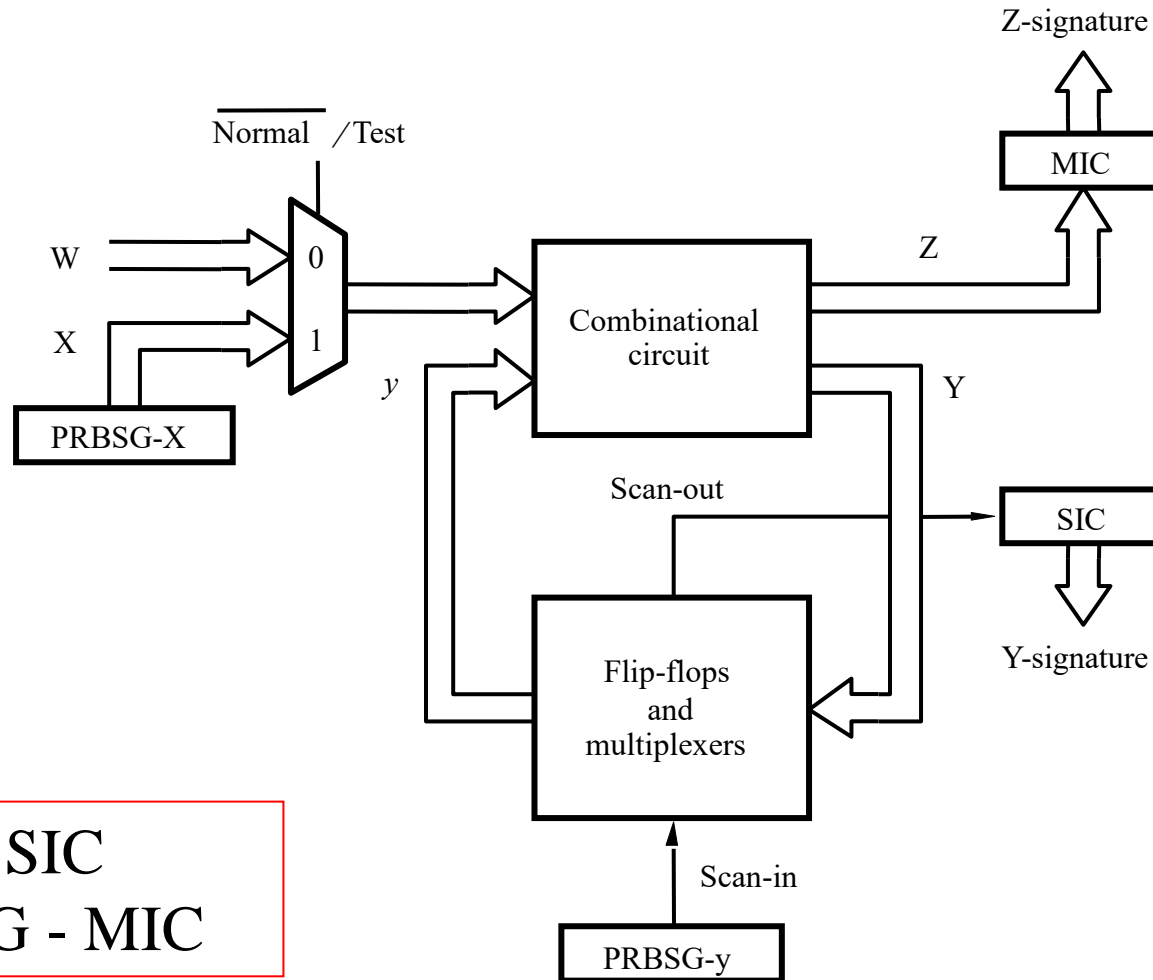 Z-signature
Normal /Test
MIC
W
0
Z
X
1
Combinational
circuit
y
Y
PRBSG-X
Scan-out
SIC
Flip-flops
and
multiplexers
Y-signature
SIC
G - MIC
Scan-in
PRBSG-y